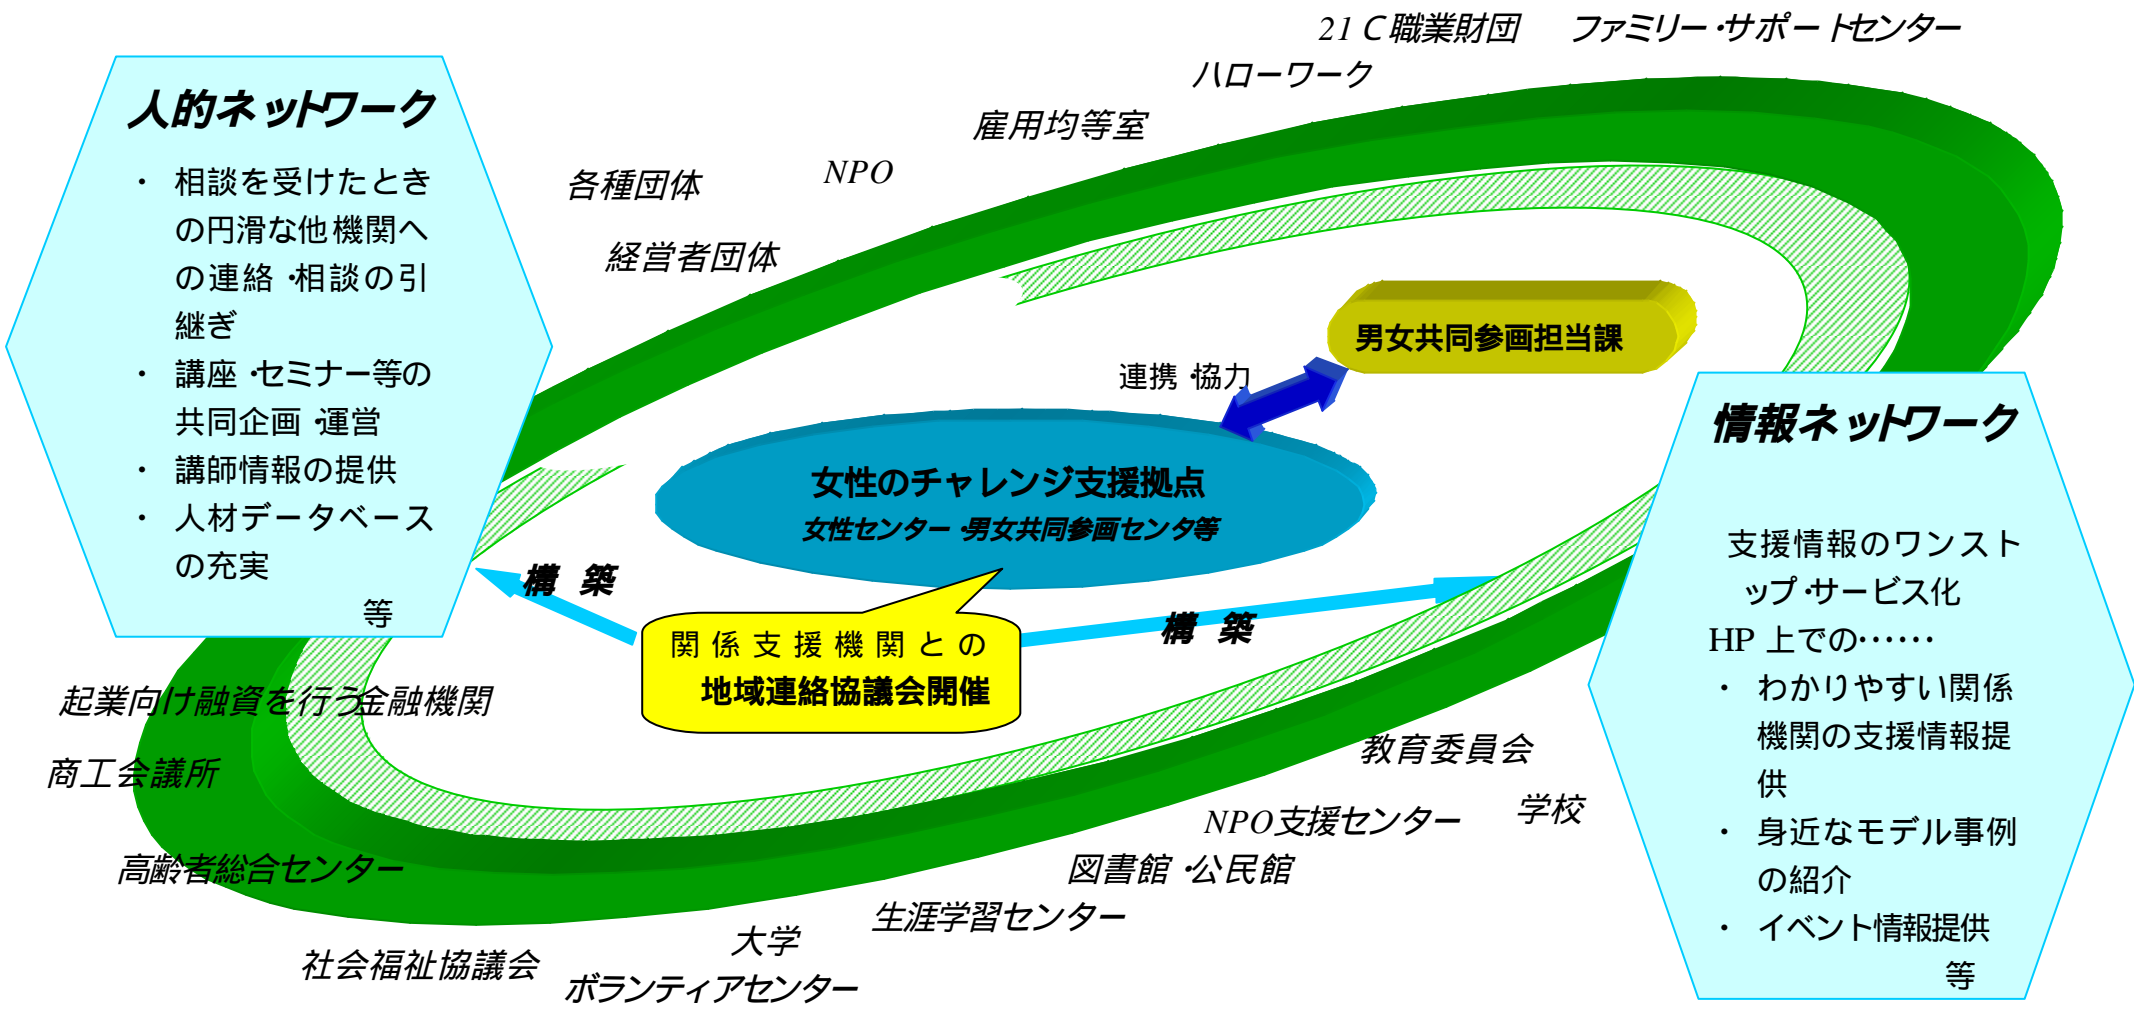 21C職業財団 ファミリー・サポートセンター
ハローワーク
雇用均等室
NPO
各種団体
経営者団体
人的ネットワーク
・ 相談を受けたとき
の円滑な他機関へ
の連絡・相談の引
継ぎ
・ 講座・セミナー等の
共同企画・運営
・ 講師情報の提供
・ 人材データベース
の充実
等
男女共同参画担当課
連携・協力
女性のチャレンジ支援拠点
女性センター・男女共同参画センタ等
構 築
構 築
関係支援機関との
地域連絡協議会開催
情報ネットワーク
支援情報のワンスト
ップ・サービス化
HP 上での……
・ わかりやすい関係
機関の支援情報提
供
・ 身近なモデル事例
の紹介
・ イベント情報提供
等
起業向け融資を行う金融機関
商工会議所
高齢者総合センター
社会福祉協議会
大学
ボランティアセンター
生涯学習センター
図書館・公民館
NPO支援センター
学校
教育委員会